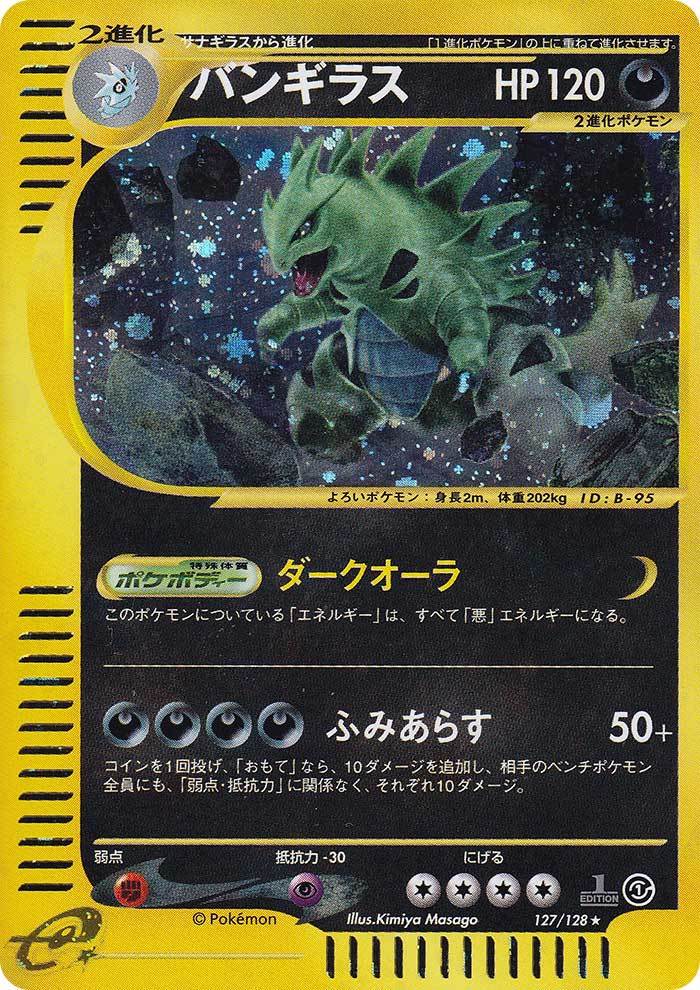 2進化 サナギラスから進化 「1進化ポケモン」の上に重ねて進化させます。
バンギラス HP120
2進化ポケモン
よろいポケモン:身長2m、体重202kg ID:B-95
特殊体質
ポケボディー ダークオーラ
このポケモンについている「エネルギー」は、すべて「悪」エネルギーになる。
ふみあらす 50+
コインを1回投げ、「おもて」なら、10ダメージを追加し、相手のベンチポケモン
全員にも、「弱点・抵抗力」に関係なく、それぞれ10ダメージ。
弱点 抵抗力-30 にげる
1 EDITION
©Pokémon Illus.Kimiya Masago 127/128★
e